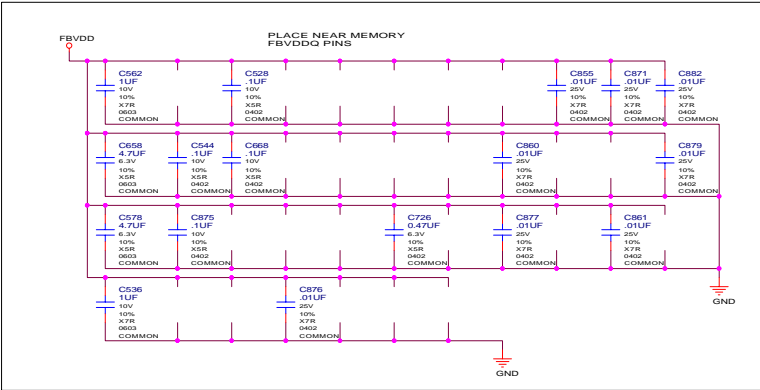 FBVDD
PLACE NEAR MEMORY
FBVDDQ PINS
C562
1UF
10V
10%
X7R
0603
COMMON
C528
.1UF
10V
10%
X5R
0402
COMMON
C855
.01UF
25V
10%
X7R
0402
COMMON
C871
.01UF
25V
10%
X7R
0402
COMMON
C882
.01UF
25V
10%
X7R
0402
COMMON
C658
4.7UF
6.3V
10%
X5R
0603
COMMON
C544
.1UF
10V
10%
X5R
0402
COMMON
C668
.1UF
10V
10%
X5R
0402
COMMON
C860
.01UF
25V
10%
X7R
0402
COMMON
C879
.01UF
25V
10%
X7R
0402
COMMON
C578
4.7UF
6.3V
10%
X5R
0603
COMMON
C875
.1UF
10V
10%
X5R
0402
COMMON
C726
0.47UF
6.3V
10%
X5R
0402
COMMON
C877
.01UF
25V
10%
X7R
0402
COMMON
C861
.01UF
25V
10%
X7R
0402
COMMON
C536
1UF
10V
10%
X7R
0603
COMMON
C876
.01UF
25V
10%
X7R
0402
COMMON
GND
GND